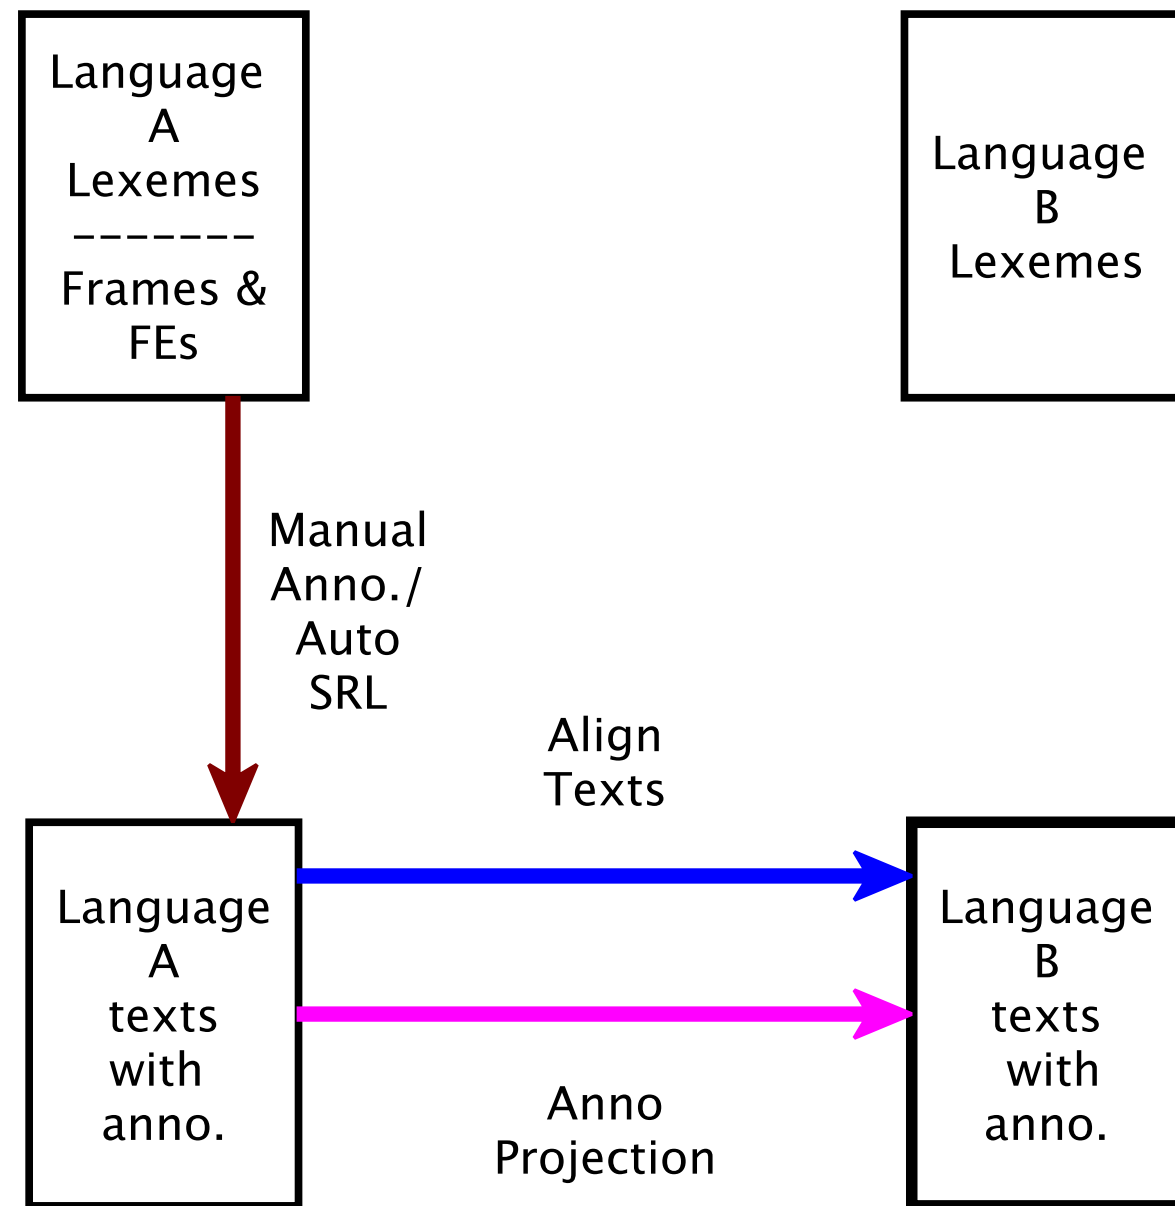 Language
A
Lexemes
-------
Frames &
FEs
Language
B
Lexemes
Manual
Anno./
Auto
SRL
Align
Texts
Language
A
texts
with
anno.
Language
B
texts
with
anno.
Anno
Projection